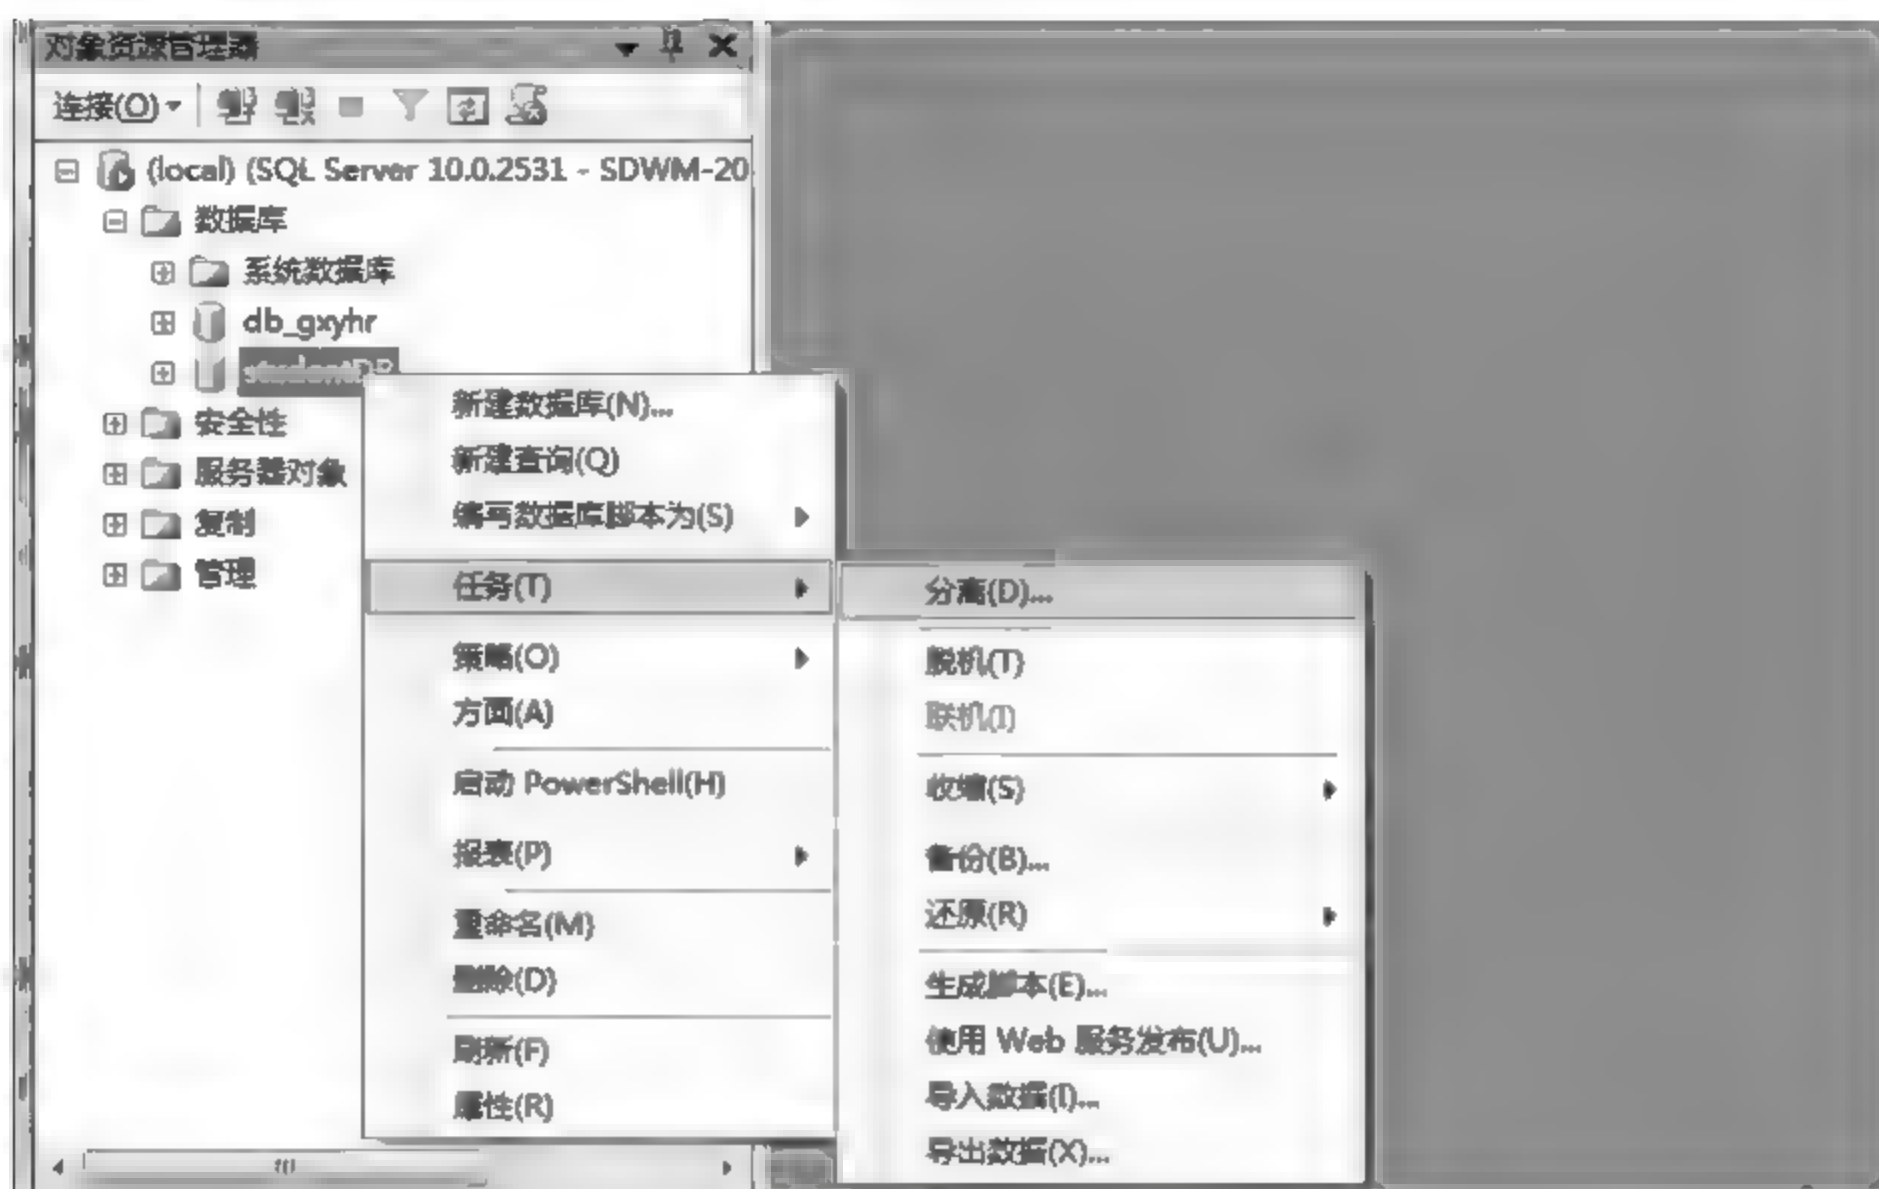 对象资源管理器
连接(O)
(local) (SQL Server 10.0.2531 - SDWM-20
数据库
系统数据库
db_gxyhr
studentDB
安全性
服务器对象
复制
管理
新建数据库(N)...
新建查询(Q)
编写数据库脚本为(S)
任务(T)
策略(O)
方面(A)
启动 PowerShell(H)
报表(P)
重命名(M)
删除(D)
刷新(F)
属性(R)
分离(D)...
脱机(T)
联机(I)
收缩(S)
备份(B)...
还原(R)
生成脚本(E)...
使用 Web 服务发布(U)...
导入数据(I)...
导出数据(X)...